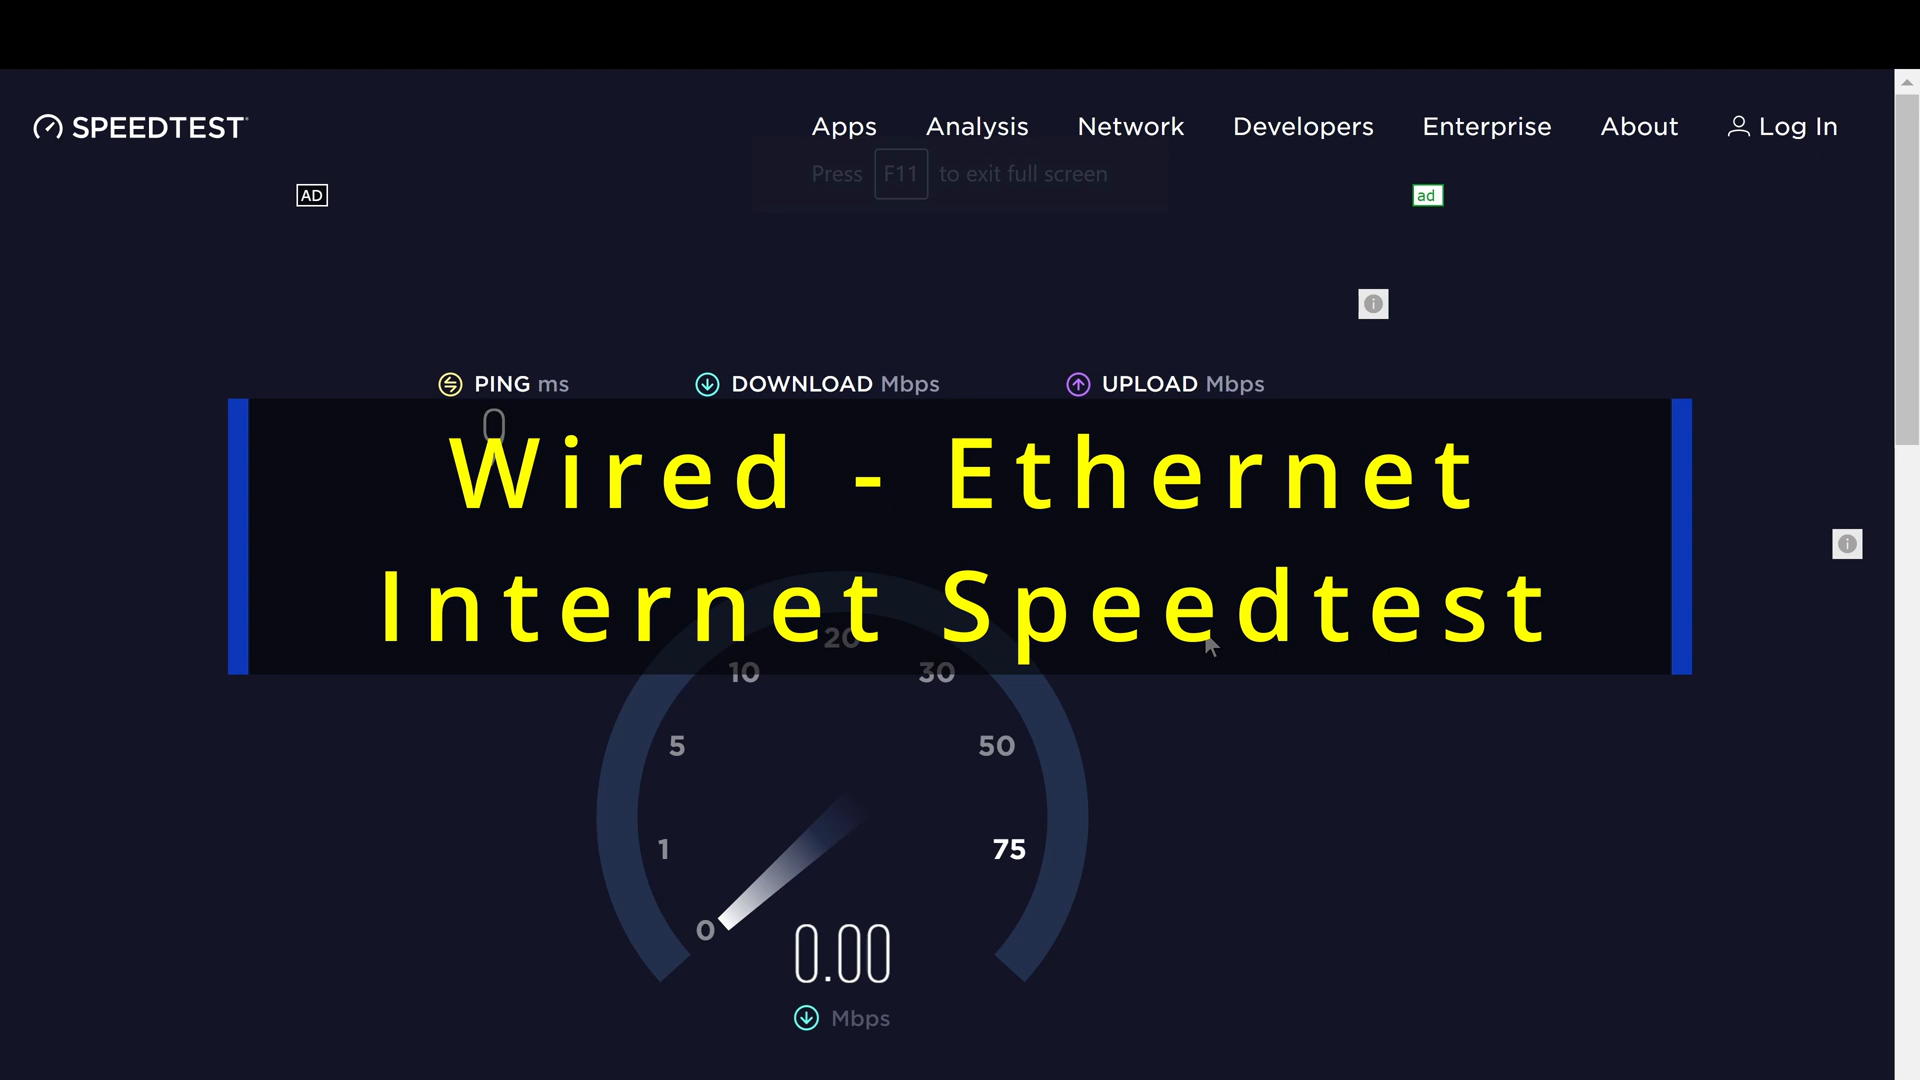 SPEEDTEST
Apps Analysis Network Developers Enterprise About Log In
Press F11 to exit full screen
AD ad
PING ms DOWNLOAD Mbps UPLOAD Mbps
0
Wired - Ethernet
Internet Speedtest
20
10 30
5 50
1 75
0
0.00
Mbps